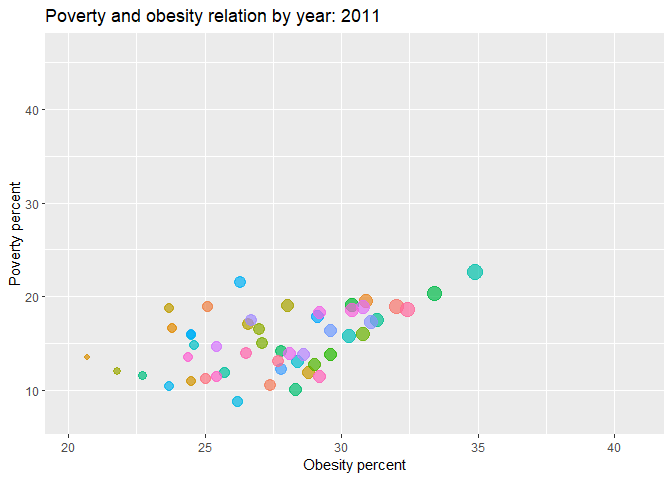 Poverty and obesity relation by year: 2011
Poverty percent
40
30
20
10
20 25 30 35 40
Obesity percent